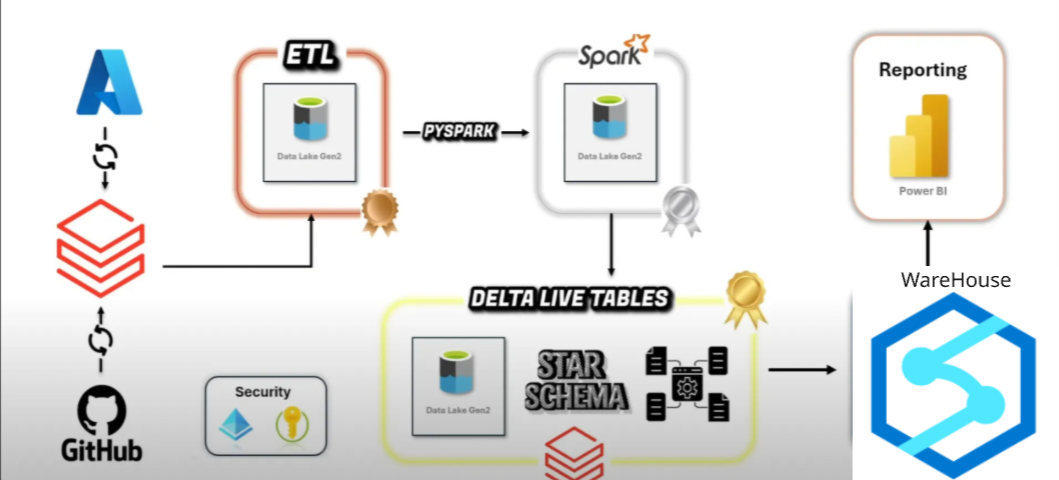 ETL
Data Lake Gen2
PYSPARK
Spark
Data Lake Gen2
Reporting
Power BI
WareHouse
DELTA LIVE TABLES
Data Lake Gen2
STAR
SCHEMA
Security
GitHub